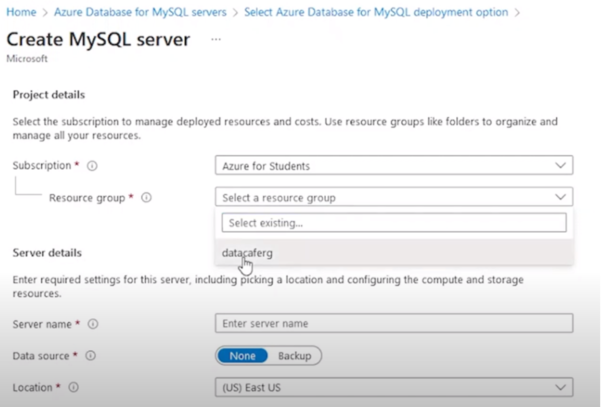 Home > Azure Database for MySQL servers > Select Azure Database for MySQL deployment option >
Create MySQL server ...
Microsoft
Project details
Select the subscription to manage deployed resources and costs. Use resource groups like folders to organize and
manage all your resources.
Subscription * Azure for Students
Resource group * Select a resource group
Select existing...
datacaferg
Server details
Enter required settings for this server, including picking a location and configuring the compute and storage
resources.
Server name * Enter server name
Data source * None Backup
Location * (US) East US